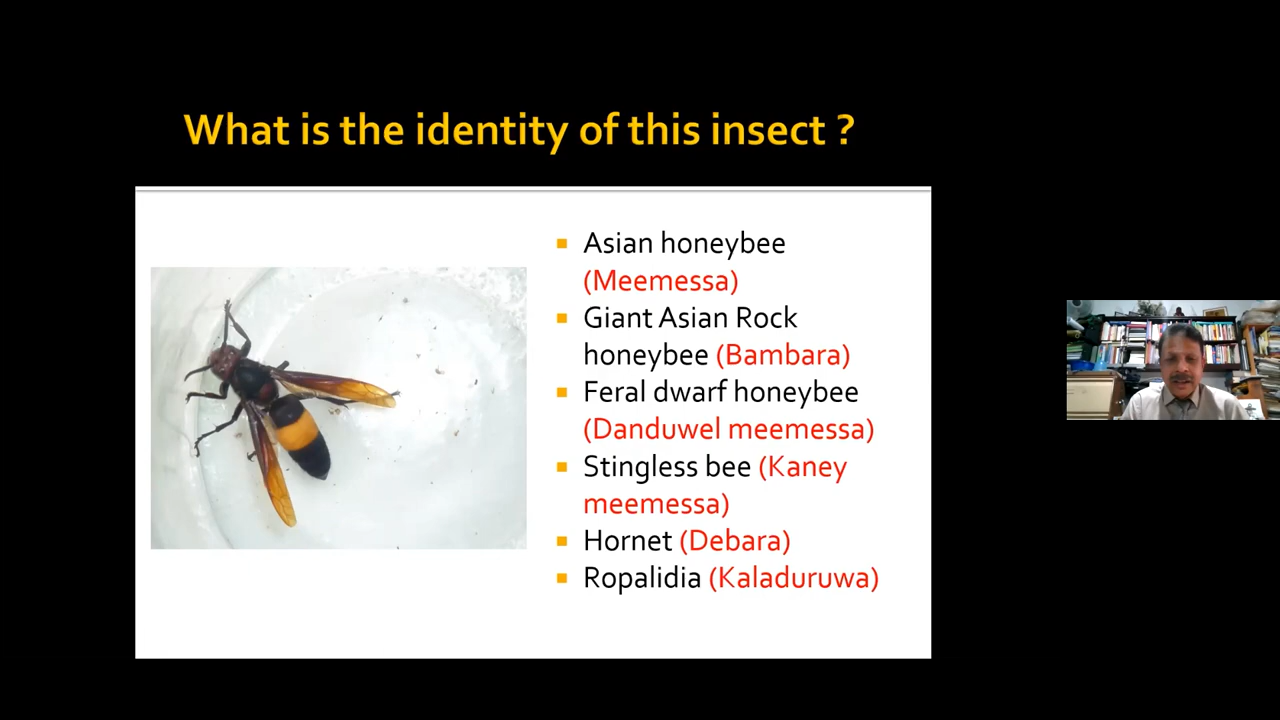 What is the identity of this insect ?
Asian honeybee
(Meemessa)
Giant Asian Rock
honeybee (Bambara)
Feral dwarf honeybee
(Danduwel meemessa)
Stingless bee (Kaney
meemessa)
Hornet (Debara)
Ropalidia (Kaladuruwa)